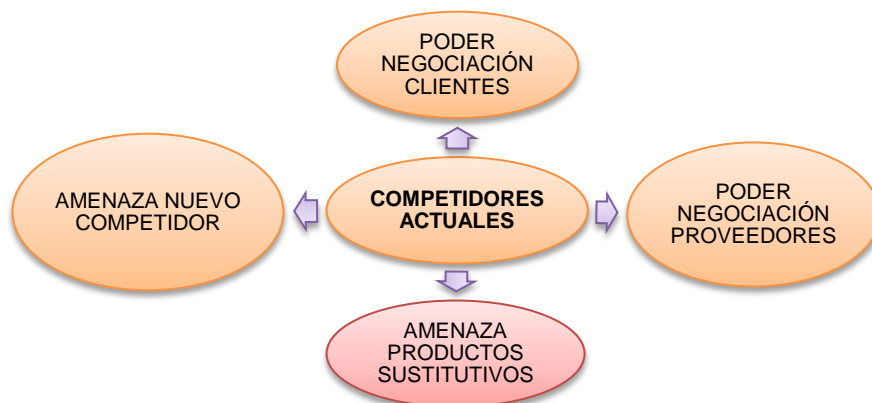 PODER
NEGOCIACIÓN
CLIENTES
AMENAZA NUEVO
COMPETIDOR
COMPETIDORES
ACTUALES
PODER
NEGOCIACIÓN
PROVEEDORES
AMENAZA
PRODUCTOS
SUSTITUTIVOS